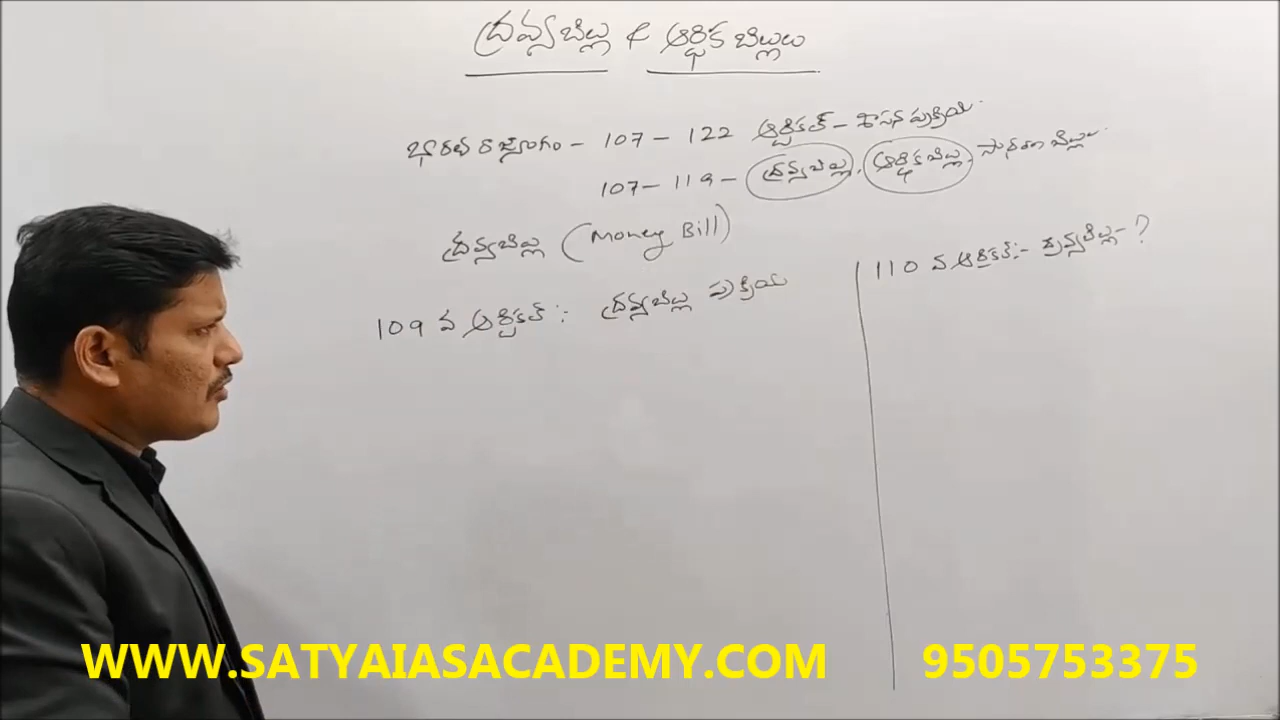 ద్రవ్యబిల్లు & ఆర్థిక బిల్లులు
భారత రాజ్యాంగం - 107 - 122 ఆర్టికల్ - శాసన ప్రక్రియ.
107 - 119 - ద్రవ్యబిల్లు, ఆర్థిక బిల్లు, సాధారణ బిల్లు
ద్రవ్యబిల్లు (Money Bill)
109 వ ఆర్టికల్ :- ద్రవ్యబిల్లు ప్రక్రియ
110 వ ఆర్టికల్ :- ద్రవ్యబిల్లు - ?
WWW.SATYAIASACADEMY.COM 9505753375